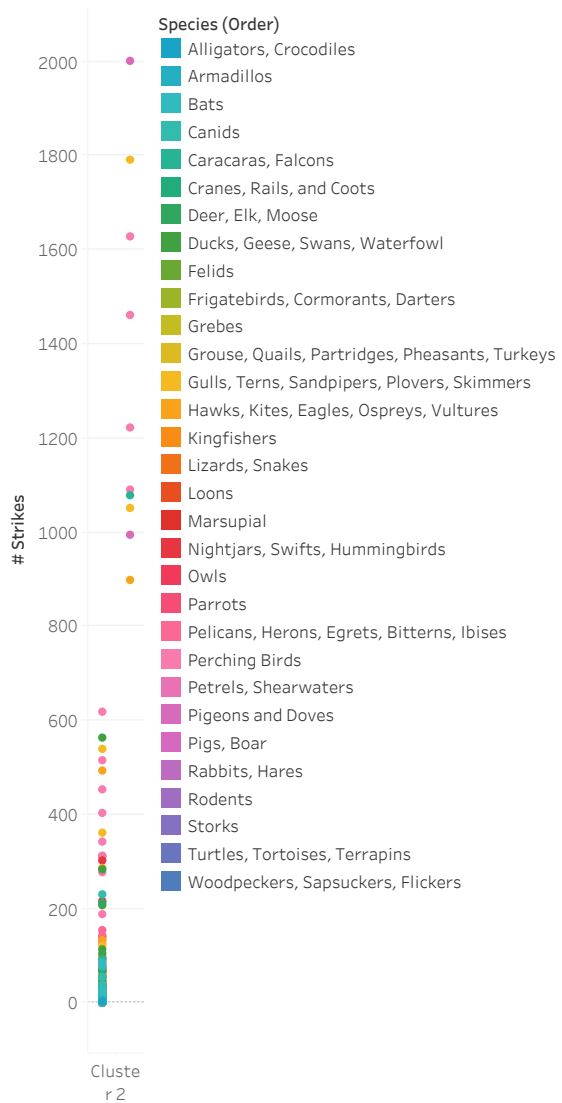 Species (Order)
Alligators, Crocodiles
Armadillos
Bats
Canids
Caracaras, Falcons
Cranes, Rails, and Coots
Deer, Elk, Moose
Ducks, Geese, Swans, Waterfowl
Felids
Frigatebirds, Cormorants, Darters
Grebes
Grouse, Quails, Partridges, Pheasants, Turkeys
Gulls, Terns, Sandpipers, Plovers, Skimmers
Hawks, Kites, Eagles, Ospreys, Vultures
Kingfishers
Lizards, Snakes
Loons
Marsupial
Nightjars, Swifts, Hummingbirds
Owls
Parrots
Pelicans, Herons, Egrets, Bitterns, Ibises
Perching Birds
Petrels, Shearwaters
Pigeons and Doves
Pigs, Boar
Rabbits, Hares
Rodents
Storks
Turtles, Tortoises, Terrapins
Woodpeckers, Sapsuckers, Flickers
# Strikes
2000
1800
1600
1400
1200
1000
800
600
400
200
0
Cluste
r 2